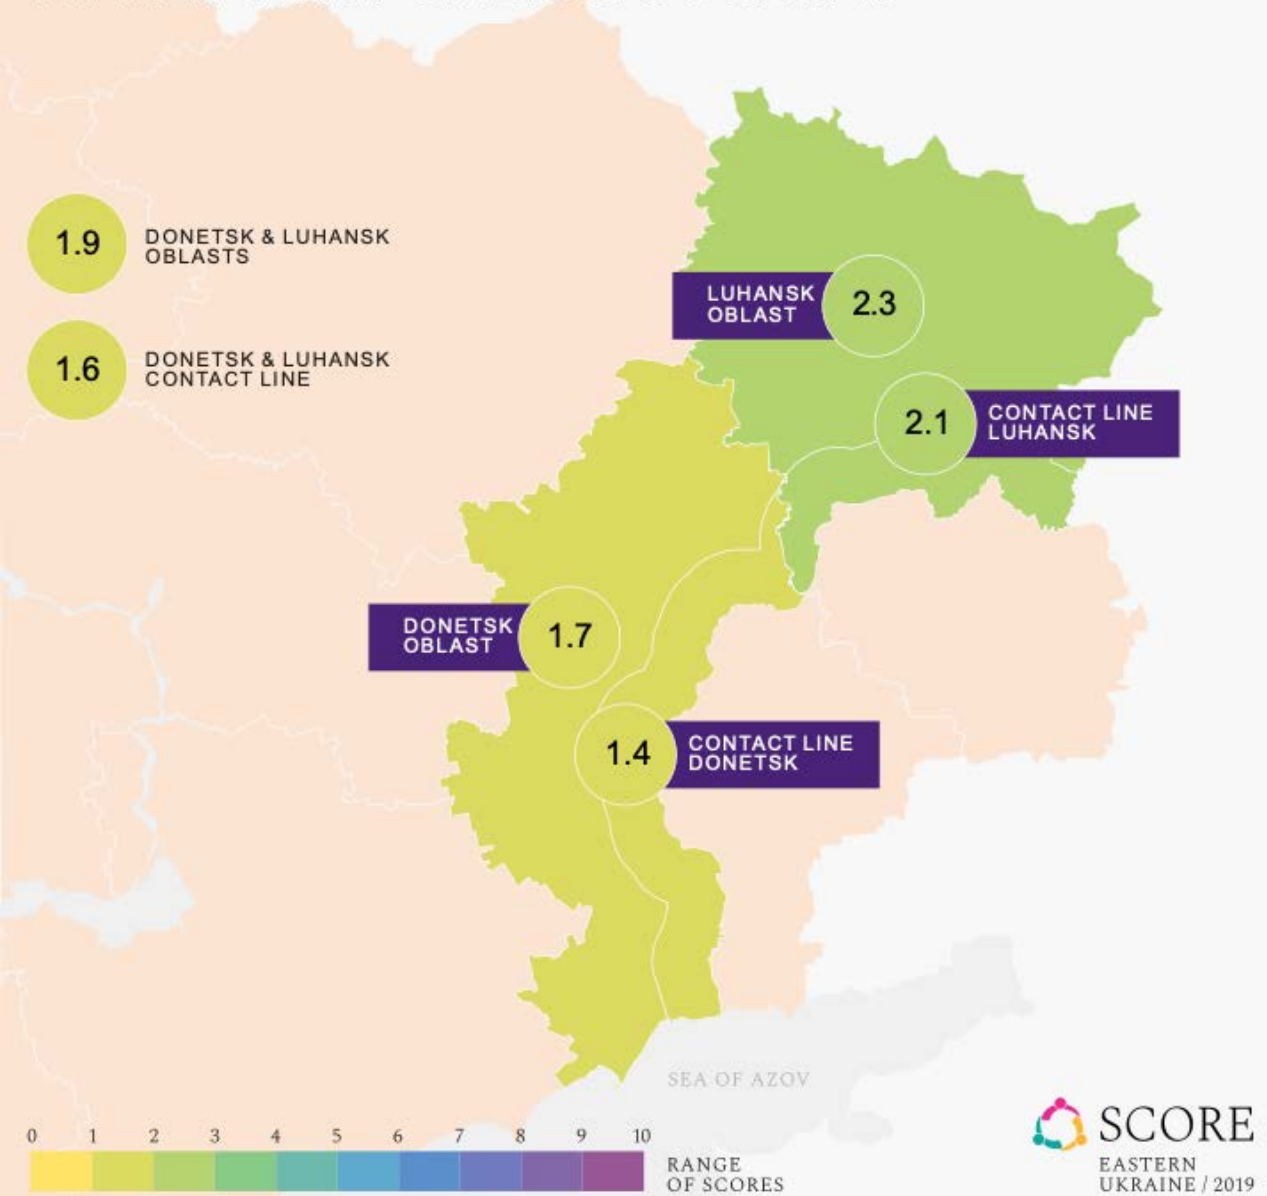 1.9
DONETSK & LUHANSK
OBLASTS
1.6
DONETSK & LUHANSK
CONTACT LINE
LUHANSK
OBLAST
2.3
2.1
CONTACT LINE
LUHANSK
DONETSK
OBLAST
1.7
1.4
CONTACT LINE
DONETSK
SEA OF AZOV
0 1 2 3 4 5 6 7 8 9 10
RANGE
OF SCORES
SCORE
EASTERN
UKRAINE / 2019